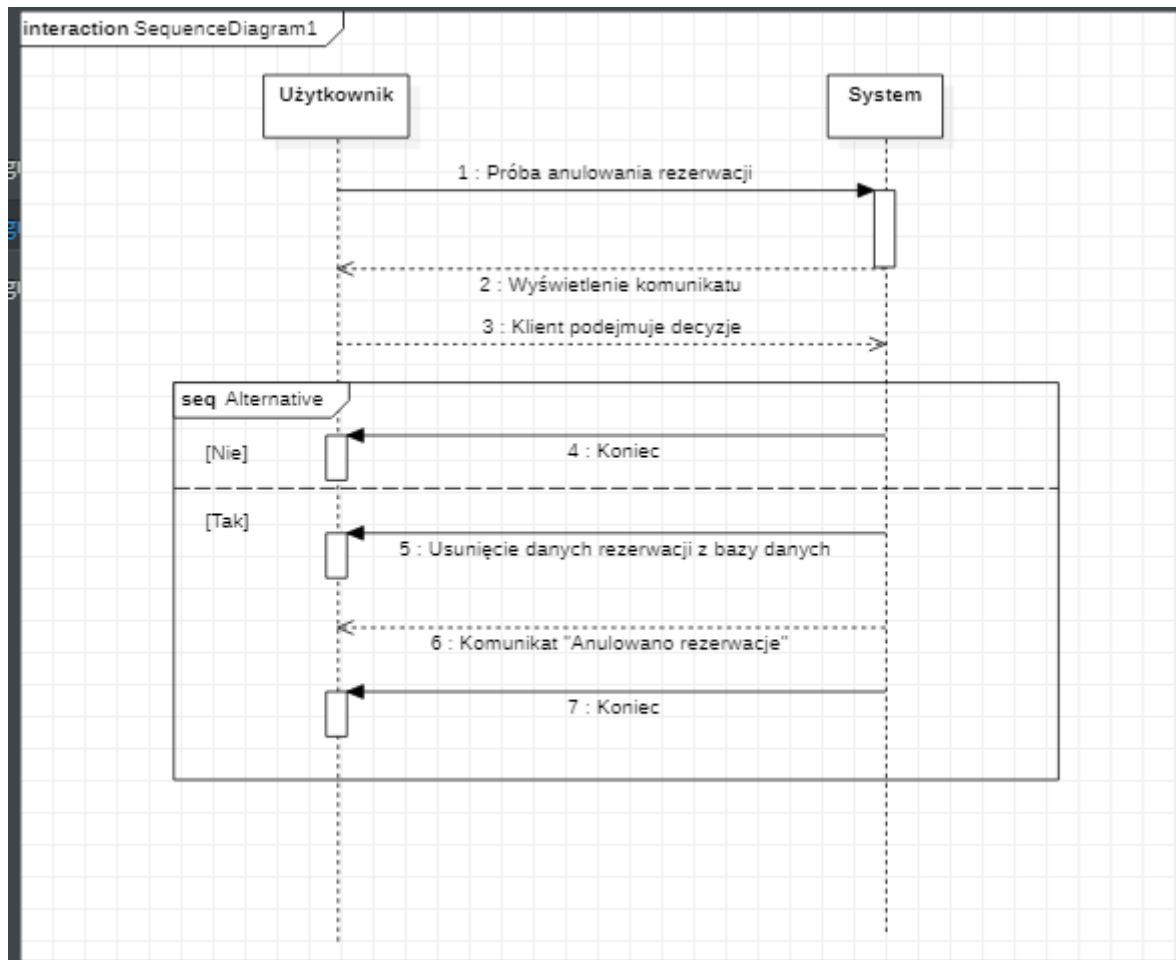 interaction SequenceDiagram1
Użytkownik
System
1 : Próba anulowania rezerwacji
2 : Wyświetlenie komunikatu
3 : Klient podejmuje decyzje
seq Alternative
[Nie]
4 : Koniec
[Tak]
5 : Usunięcie danych rezerwacji z bazy danych
6 : Komunikat "Anulowano rezerwacje"
7 : Koniec